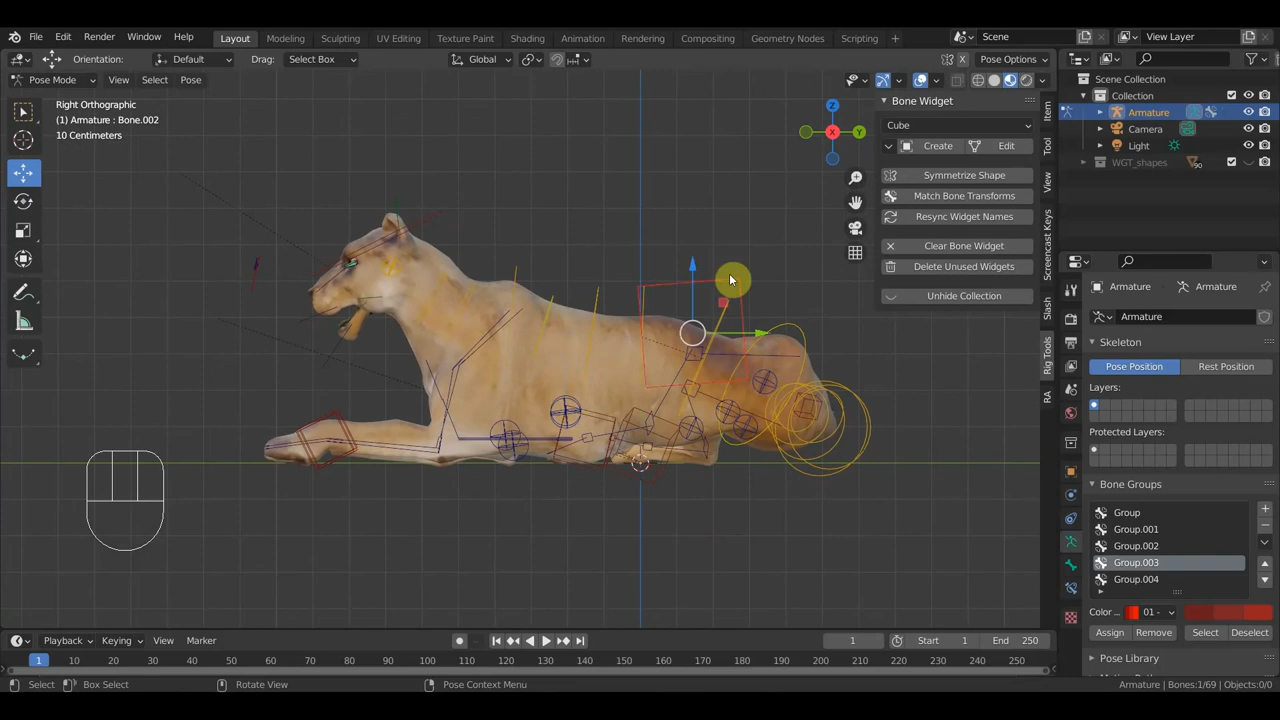 File Edit Render Window Help
Layout Modeling Sculpting UV Editing Texture Paint Shading Animation Rendering Compositing Geometry Nodes Scripting +
Scene View Layer
Orientation: Default Drag: Select Box Global Pose Options
Pose Mode View Select Pose
Right Orthographic
(1) Armature : Bone.002
10 Centimeters
Z
Y
X
Bone Widget
Cube
Create Edit
Symmetrize Shape
Match Bone Transforms
Resync Widget Names
Clear Bone Widget
Delete Unused Widgets
Unhide Collection
Item
Tool
View
Screencast Keys
Slash
Rig Tools
RA
Scene Collection
Collection
Armature
Camera
Light
WGT_shapes 90
Armature Armature
Armature
Skeleton
Pose Position Rest Position
Layers:
Protected Layers:
Bone Groups
Group
Group.001
Group.002
Group.003
Group.004
Color ... 01 -
Assign Remove Select Deselect
Pose Library
Playback Keying View Marker
1 Start 1 End 250
1 10 20 30 40 50 60 70 80 90 100 110 120 130 140 150 160 170 180 190 200 210 220 230 240 250
Select Box Select Rotate View Pose Context Menu Armature | Bones:1/69 | Objects:0/0